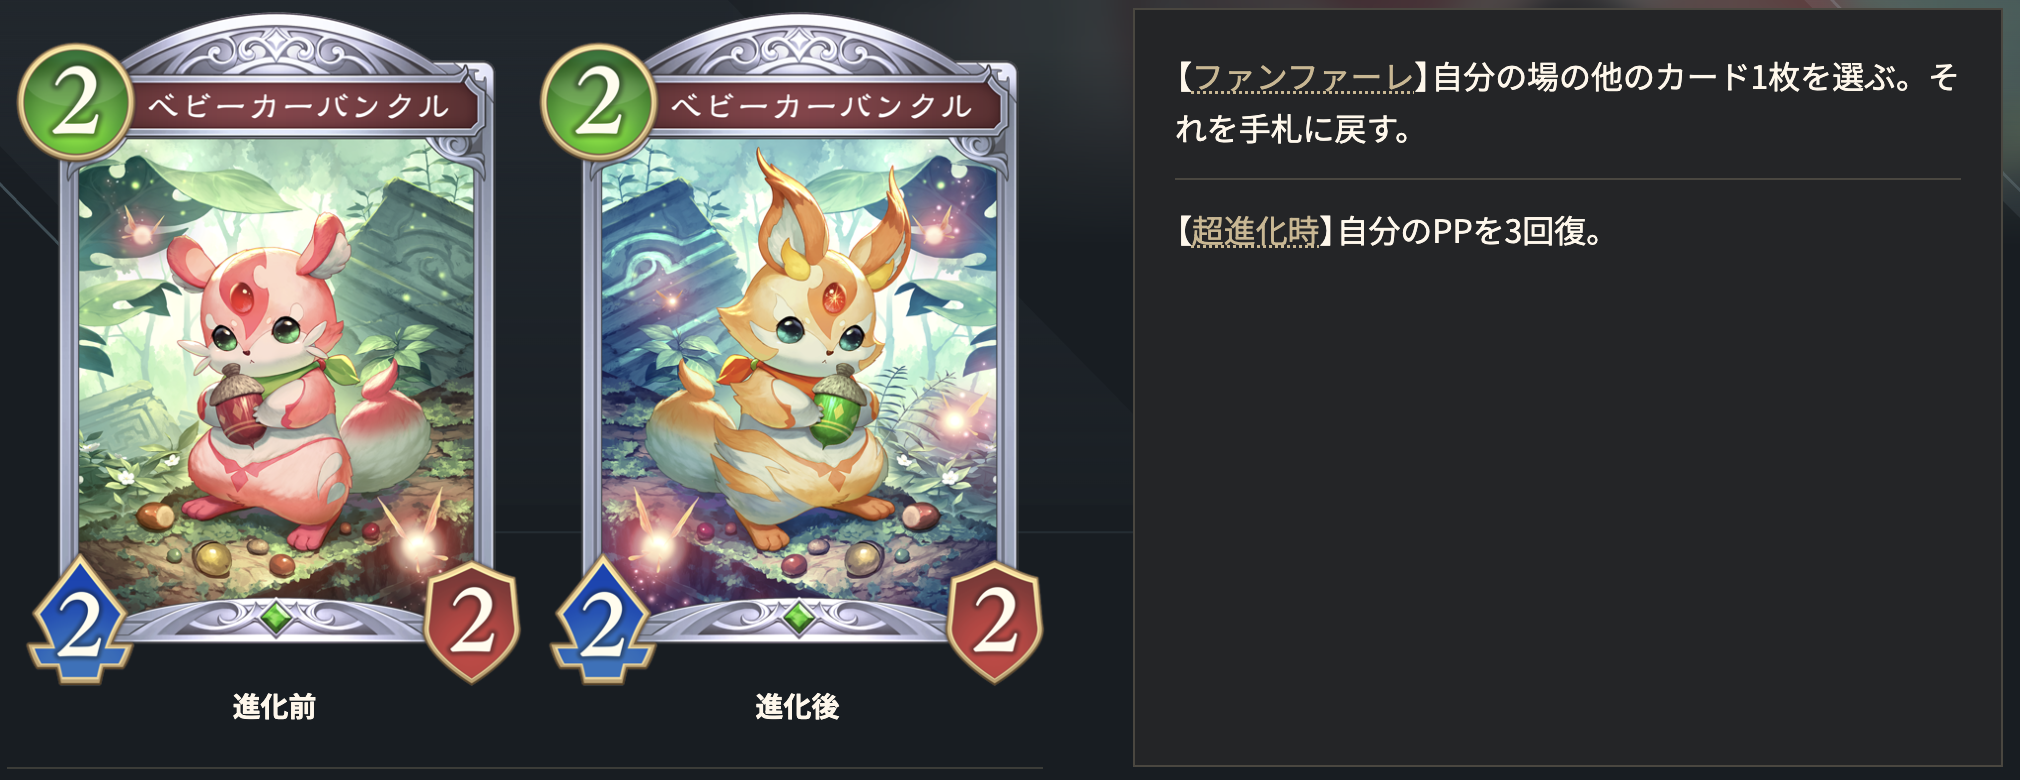 2
ベビーカーバンクル
2
2
進化前
2
ベビーカーバンクル
2
2
進化後
【ファンファーレ】自分の場の他のカード1枚を選ぶ。そ
れを手札に戻す。
【超進化時】自分のPPを3回復。